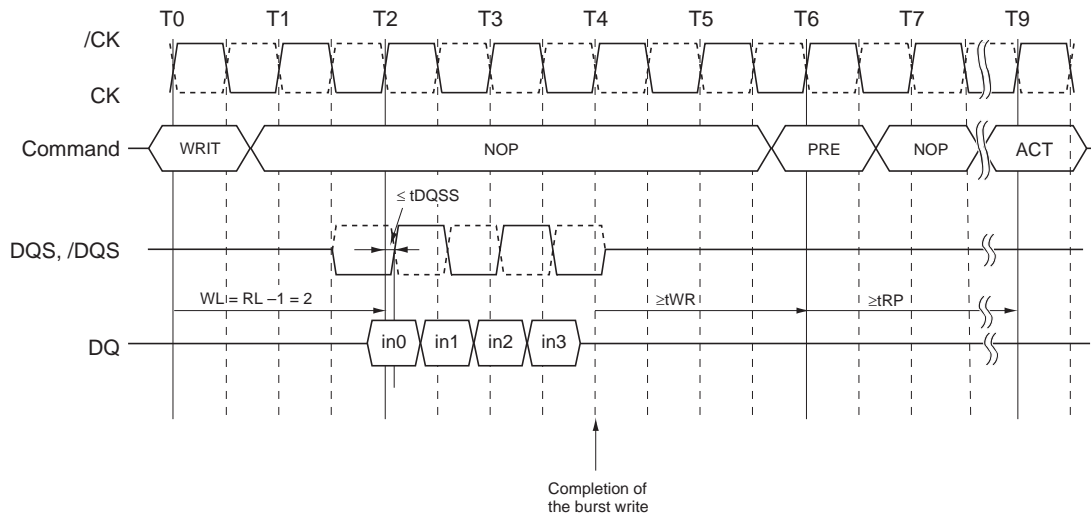 T0 T1 T2 T3 T4 T5 T6 T7 T9
/CK
CK
Command WRIT NOP PRE NOP ACT
≤ tDQSS
DQS, /DQS
WL = RL –1 = 2 ≥tWR ≥tRP
DQ in0 in1 in2 in3
Completion of
the burst write